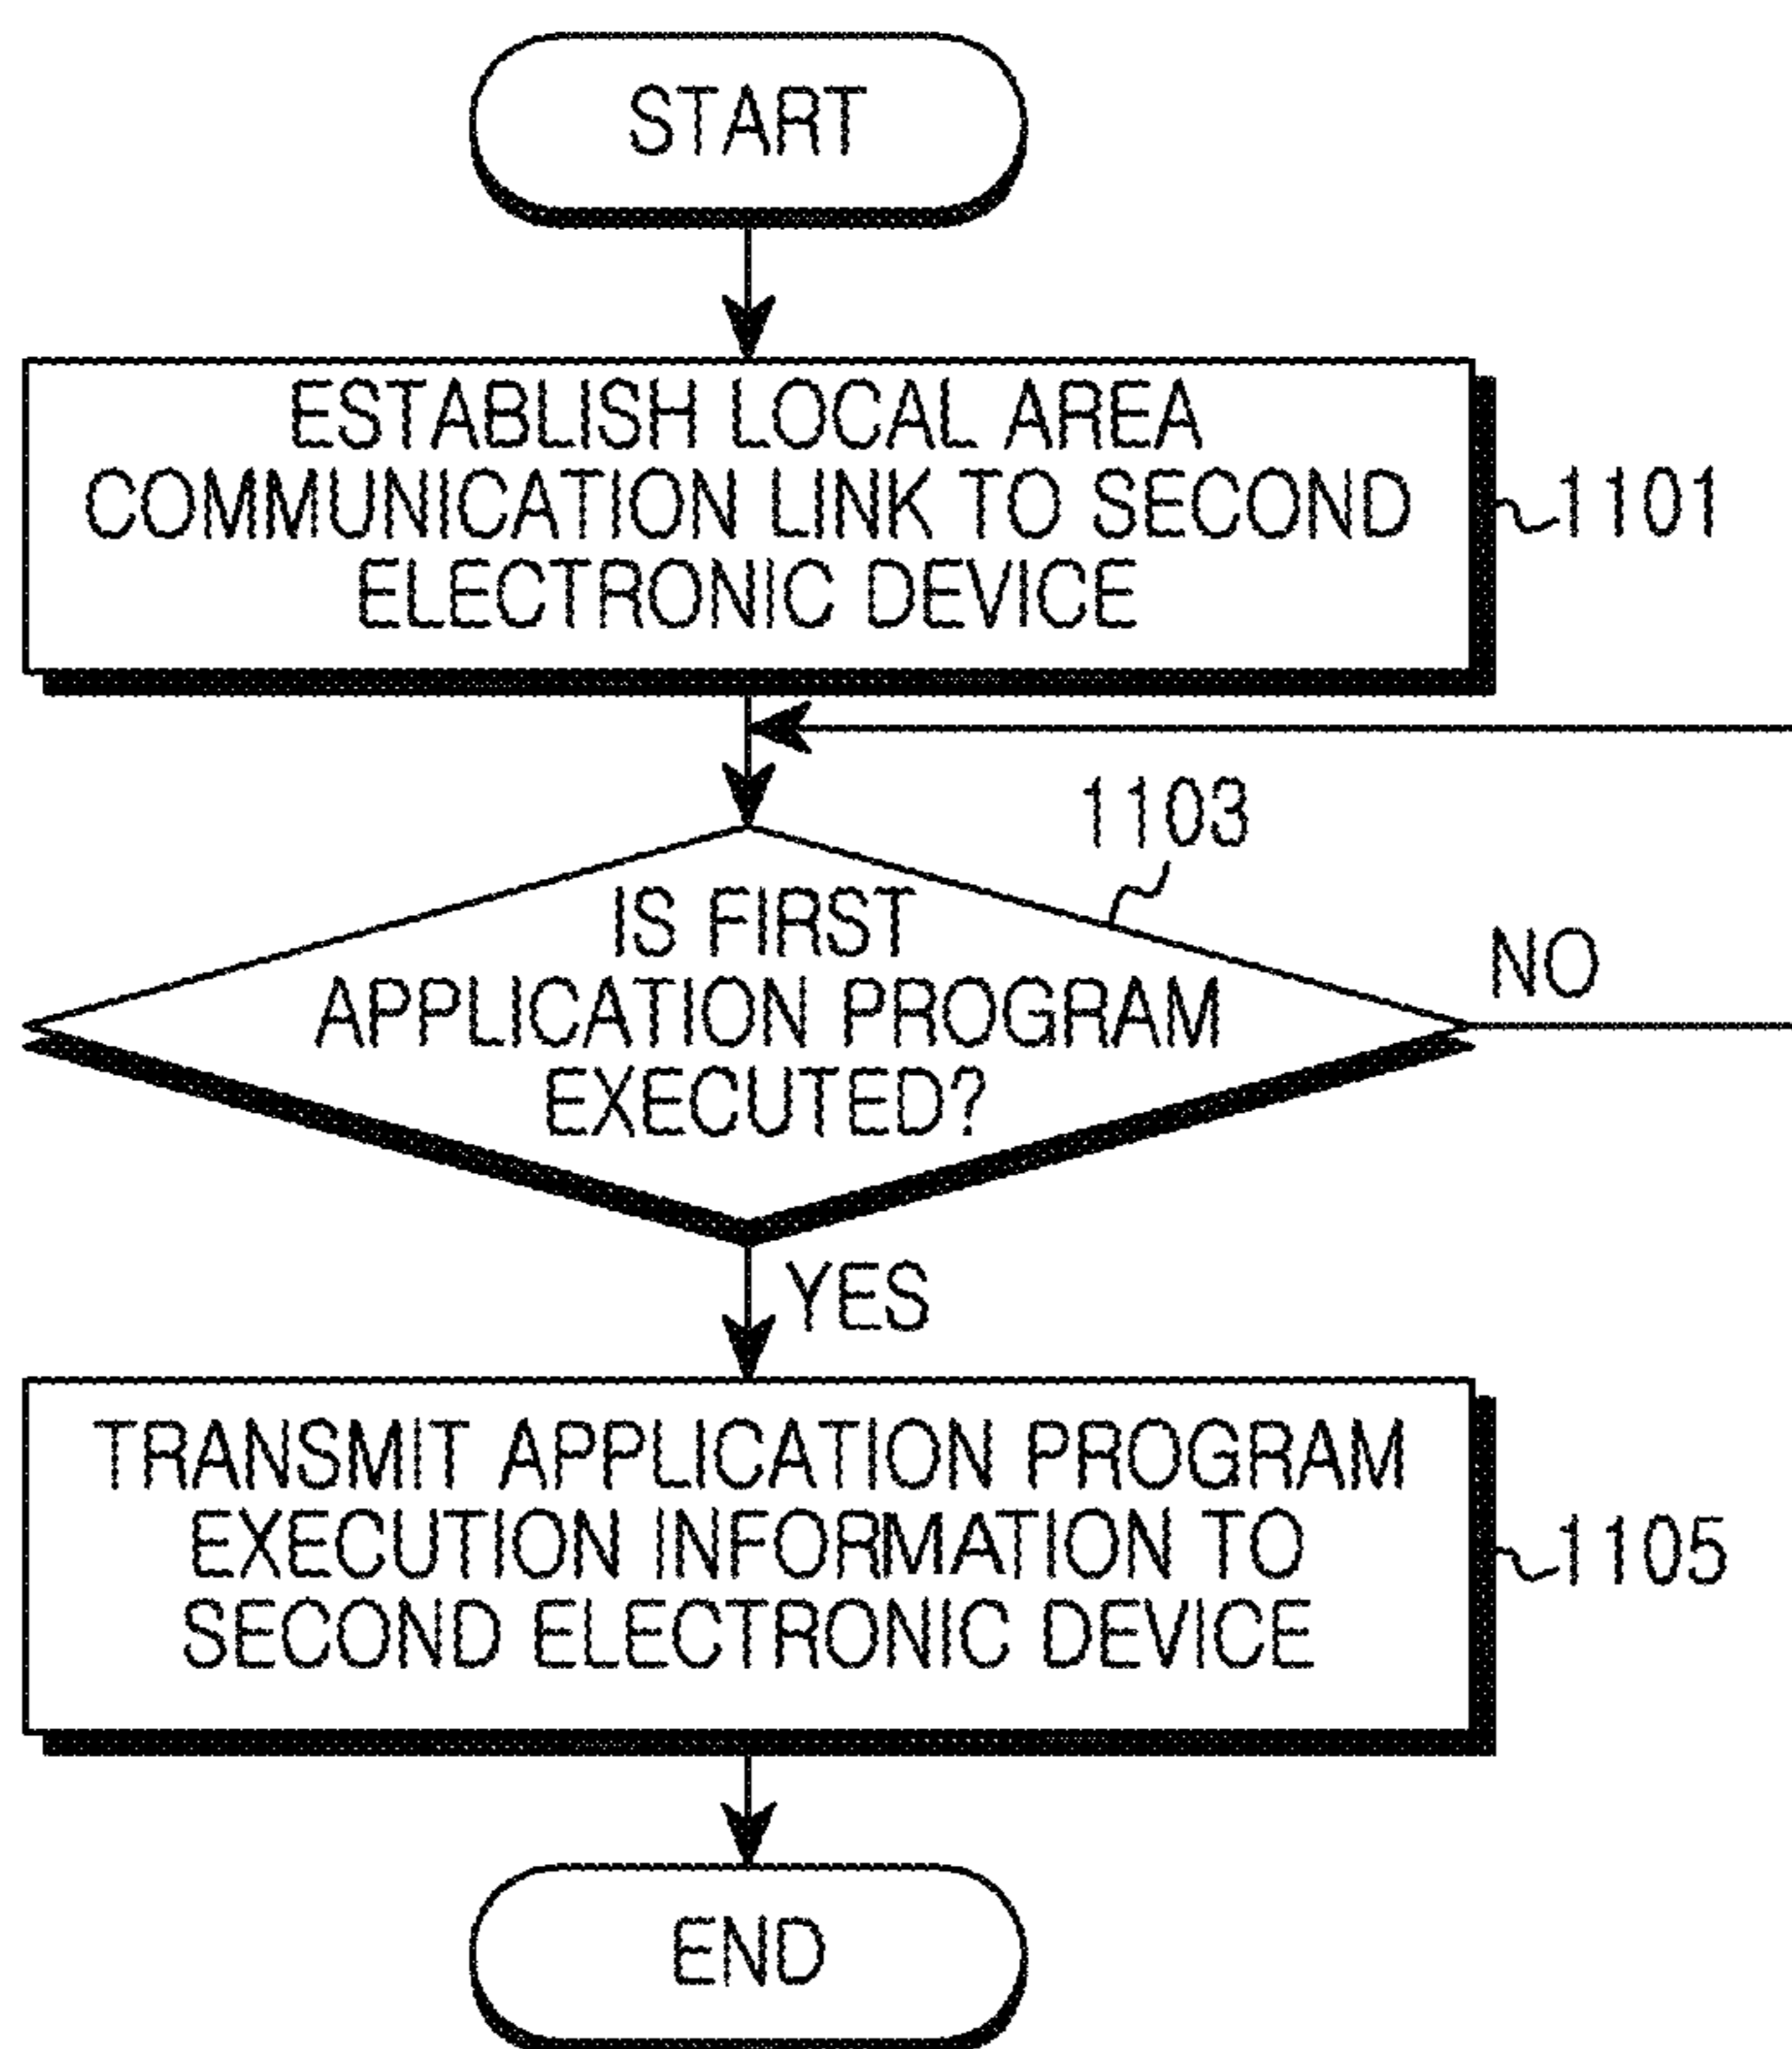 START
ESTABLISH LOCAL AREA
COMMUNICATION LINK TO SECOND
ELECTRONIC DEVICE
1101
1103
IS FIRST
APPLICATION PROGRAM
EXECUTED?
NO
YES
TRANSMIT APPLICATION PROGRAM
EXECUTION INFORMATION TO
SECOND ELECTRONIC DEVICE
1105
END